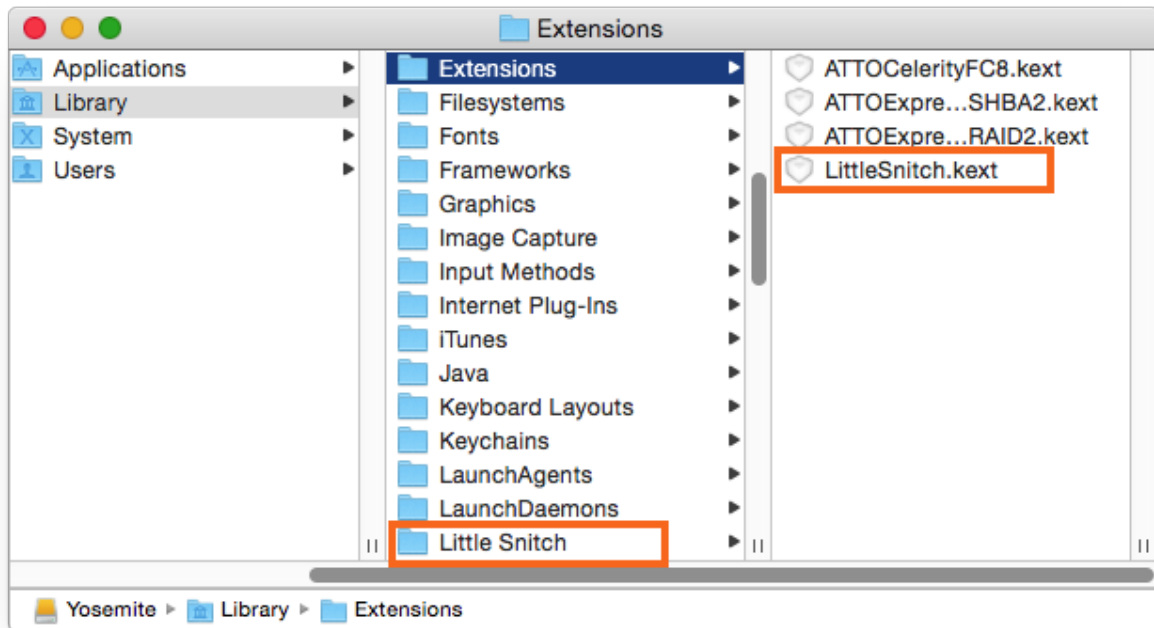 Extensions
Applications
Library
System
Users
Extensions
Filesystems
Fonts
Frameworks
Graphics
Image Capture
Input Methods
Internet Plug-Ins
iTunes
Java
Keyboard Layouts
Keychains
LaunchAgents
LaunchDaemons
Little Snitch
ATTOCelerityFC8.kext
ATTOExpre...SHBA2.kext
ATTOExpre...RAID2.kext
LittleSnitch.kext
Yosemite Library Extensions